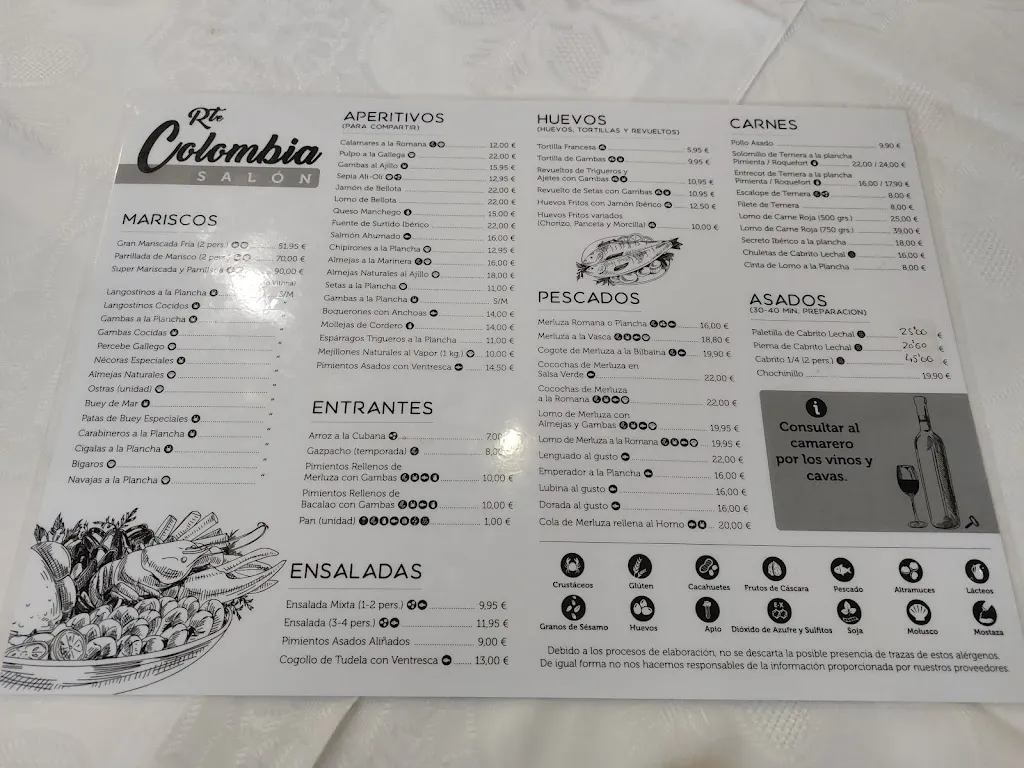 Rte
Colombia
SALÓN
MARISCOS
Gran Mariscada Fría (2 pers.) 51,95 €
Parrillada de Marisco (2 pers.) 70,00 €
Super Mariscada y Parrillada 90,00 €
Langostinos a la Plancha S/M
Langostinos Cocidos "
Gambas a la Plancha "
Gambas Cocidas "
Percebe Gallego "
Nécoras Especiales "
Almejas Naturales "
Ostras (unidad) "
Buey de Mar "
Patas de Buey Especiales "
Carabineros a la Plancha "
Cigalas a la Plancha "
Bigaros "
Navajas a la Plancha "
APERITIVOS
(PARA COMPARTIR)
Calamares a la Romana 12,00 €
Pulpo a la Gallega 22,00 €
Gambas al Ajillo 15,95 €
Sepia Ali-Oli 12,95 €
Jamón de Bellota 22,00 €
Lomo de Bellota 22,00 €
Queso Manchego 15,00 €
Fuente de Surtido Ibérico 22,00 €
Salmón Ahumado 16,00 €
Chipirones a la Plancha 12,95 €
Almejas a la Marinera 16,00 €
Almejas Naturales al Ajillo 18,00 €
Setas a la Plancha 11,00 €
Gambas a la Plancha S/M
Boquerones con Anchoas 14,00 €
Mollejas de Cordero 14,00 €
Espárragos Trigueros a la Plancha 11,00 €
Mejillones Naturales al Vapor (1 kg.) 10,00 €
Pimientos Asados con Ventresca 14,50 €
ENTRANTES
Arroz a la Cubana 7,00
Gazpacho (temporada) 8,00
Pimientos Rellenos de
Merluza con Gambas 10,00 €
Pimientos Rellenos de
Bacalao con Gambas 10,00 €
Pan (unidad) 1,00 €
ENSALADAS
Ensalada Mixta (1-2 pers.) 9,95 €
Ensalada (3-4 pers.) 11,95 €
Pimientos Asados Aliñados 9,00 €
Cogollo de Tudela con Ventresca 13,00 €
HUEVOS
(HUEVOS, TORTILLAS Y REVUELTOS)
Tortilla Francesa 5,95 €
Tortilla de Gambas 9,95 €
Revueltos de Trigueros y
Ajetes con Gambas 10,95 €
Revuelto de Setas con Gambas 10,95 €
Huevos Fritos con Jamón Ibérico 12,50 €
Huevos Fritos variados
(Chorizo, Panceta y Morcilla) 10,00 €
PESCADOS
Merluza Romana o Plancha 16,00 €
Merluza a la Vasca 18,80 €
Cogote de Merluza a la Bilbaina 19,90 €
Cocochas de Merluza en
Salsa Verde 22,00 €
Cocochas de Merluza
a la Romana 22,00 €
Lomo de Merluza con
Almejas y Gambas 19,95 €
Lomo de Merluza a la Romana 19,95 €
Lenguado al gusto 22,00 €
Emperador a la Plancha 16,00 €
Lubina al gusto 16,00 €
Dorada al gusto 16,00 €
Cola de Merluza rellena al Horno 20,00 €
CARNES
Pollo Asado 9,90 €
Solomillo de Ternera a la plancha
Pimienta / Roquefort 22,00 / 24,00 €
Entrecot de Ternera a la plancha
Pimienta / Roquefort 16,00 / 17,90 €
Escalope de Ternera 8,00 €
Filete de Ternera 8,00 €
Lomo de Carne Roja (500 grs.) 25,00 €
Lomo de Carne Roja (750 grs.) 39,00 €
Secreto Ibérico a la plancha 18,00 €
Chuletas de Cabrito Lechal 16,00 €
Cinta de Lomo a la Plancha 8,00 €
ASADOS
(30-40 MIN. PREPARACION)
Paletilla de Cabrito Lechal 25'00 €
Pierna de Cabrito Lechal €
Cabrito 1/4 (2 pers.) 45'00 €
Chochinillo 19,90 €
i
Consultar al
camarero
por los vinos y
cavas.
Crustáceos Glúten Cacahuetes Frutos de Cáscara Pescado Altramuces Lácteos
Granos de Sésamo Huevos Apio Dióxido de Azufre y Sulfitos Soja Molusco Mostaza
Debido a los procesos de elaboración, no se descarta la posible presencia de trazas de estos alérgenos.
De igual forma no nos hacemos responsables de la información proporcionada por nuestros proveedores.